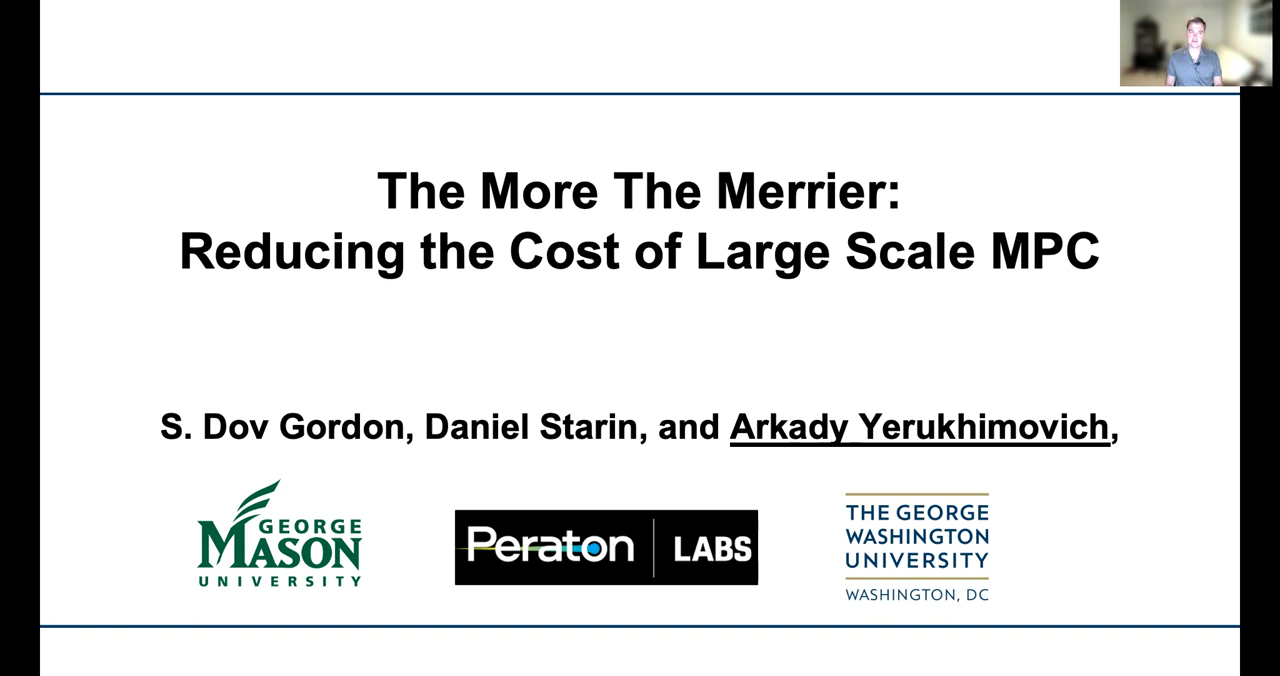 The More The Merrier:
Reducing the Cost of Large Scale MPC
S. Dov Gordon, Daniel Starin, and Arkady Yerukhimovich,
GEORGE
MASON
UNIVERSITY
Peraton LABS
THE GEORGE
WASHINGTON
UNIVERSITY
WASHINGTON, DC